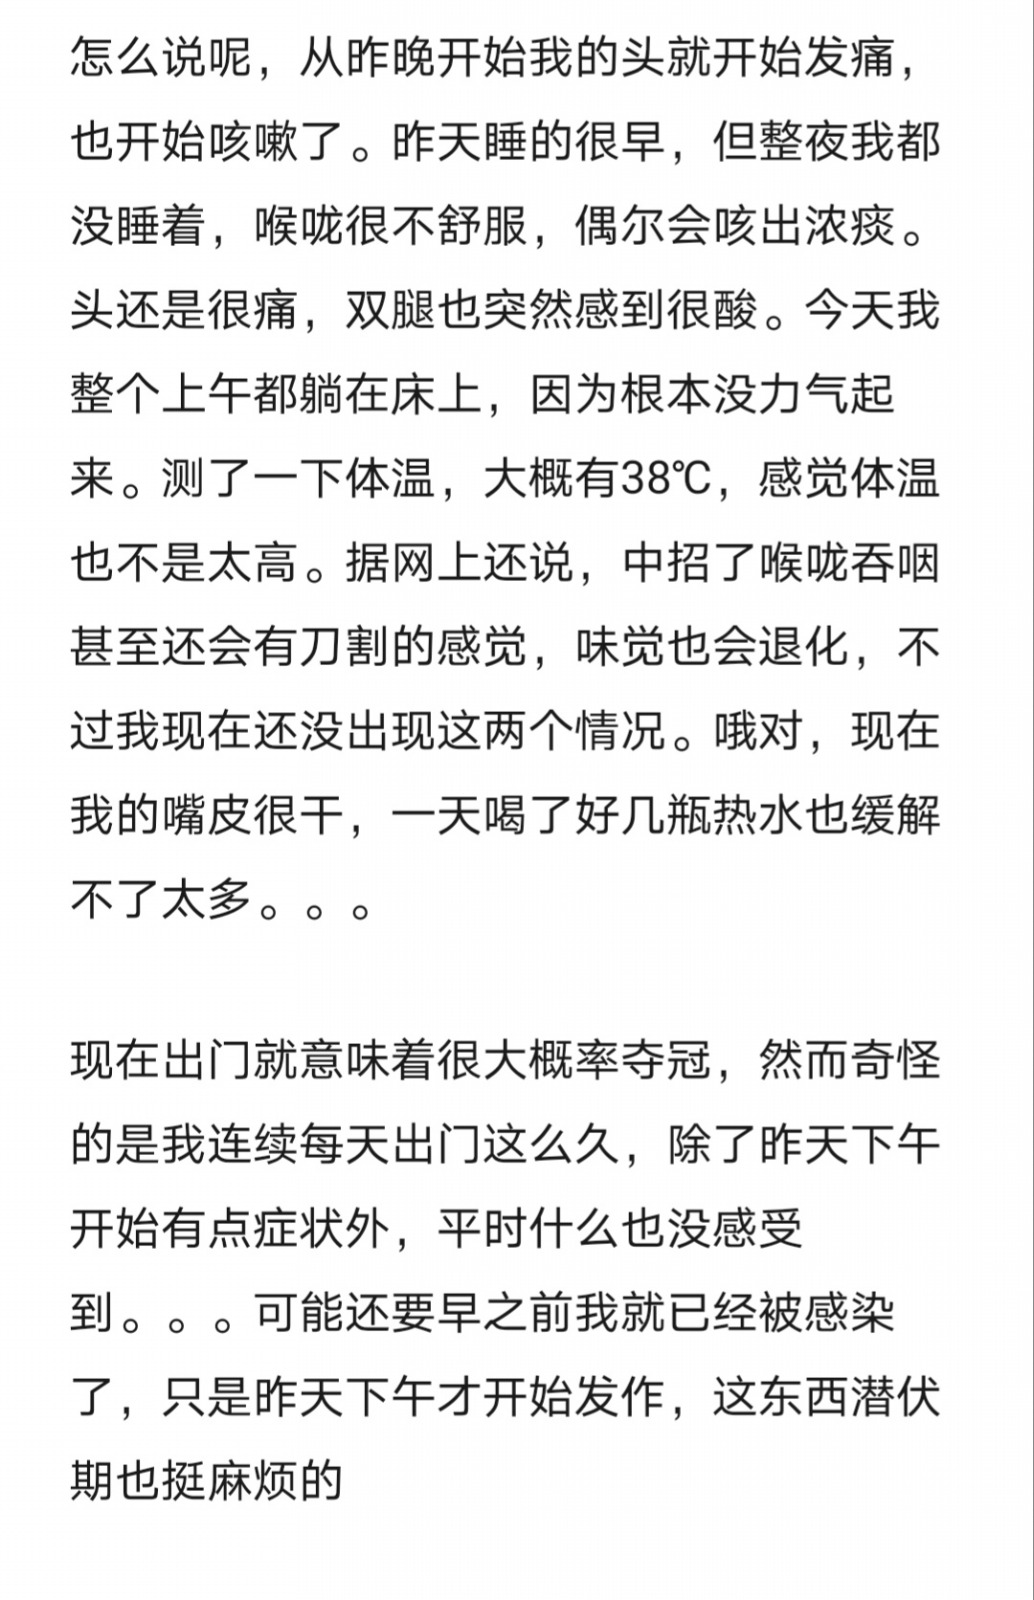 怎么说呢，从昨晚开始我的头就开始发痛，
也开始咳嗽了。昨天睡的很早，但整夜我都
没睡着，喉咙很不舒服，偶尔会咳出浓痰。
头还是很痛，双腿也突然感到很酸。今天我
整个上午都躺在床上，因为根本没力气起
来。测了一下体温，大概有38℃，感觉体温
也不是太高。据网上还说，中招了喉咙吞咽
甚至还会有刀割的感觉，味觉也会退化，不
过我现在还没出现这两个情况。哦对，现在
我的嘴皮很干，一天喝了好几瓶热水也缓解
不了太多。。。
现在出门就意味着很大概率夺冠，然而奇怪
的是我连续每天出门这么久，除了昨天下午
开始有点症状外，平时什么也没感受
到。。。可能还要早之前我就已经被感染
了，只是昨天下午才开始发作，这东西潜伏
期也挺麻烦的